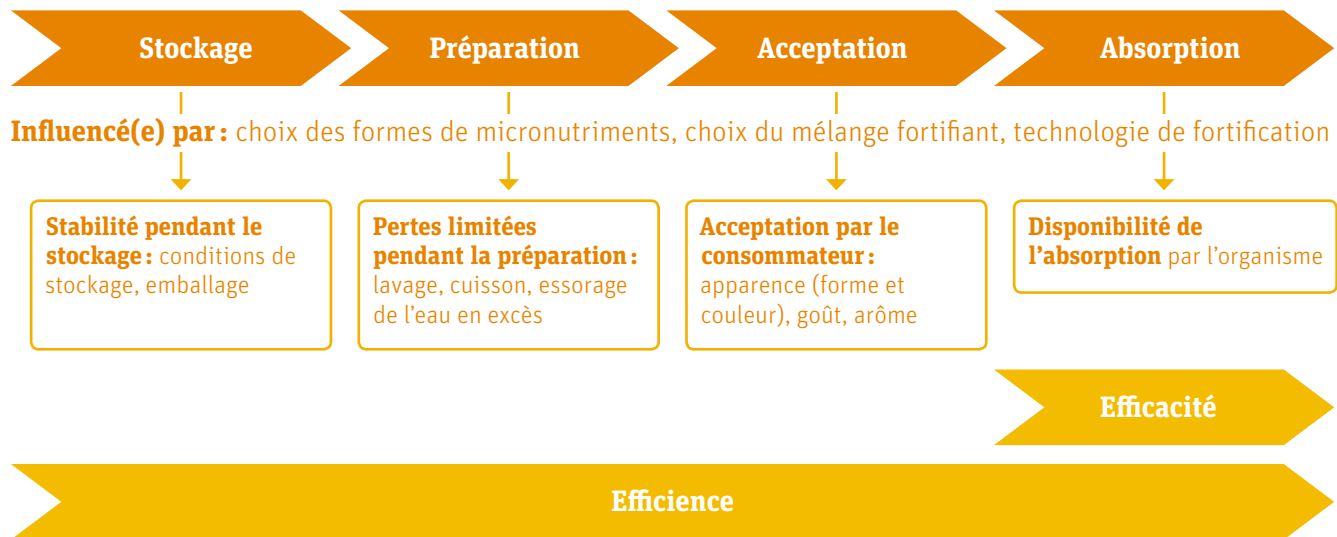 Stockage
Préparation
Acceptation
Absorption
Influencé(e) par : choix des formes de micronutriments, choix du mélange fortifiant, technologie de fortification
Stabilité pendant le
stockage : conditions de
stockage, emballage
Pertes limitées
pendant la préparation :
lavage, cuisson, essorage
de l’eau en excès
Acceptation par le
consommateur :
apparence (forme et
couleur), goût, arôme
Disponibilité de
l’absorption par l’organisme
Efficacité
Efficience